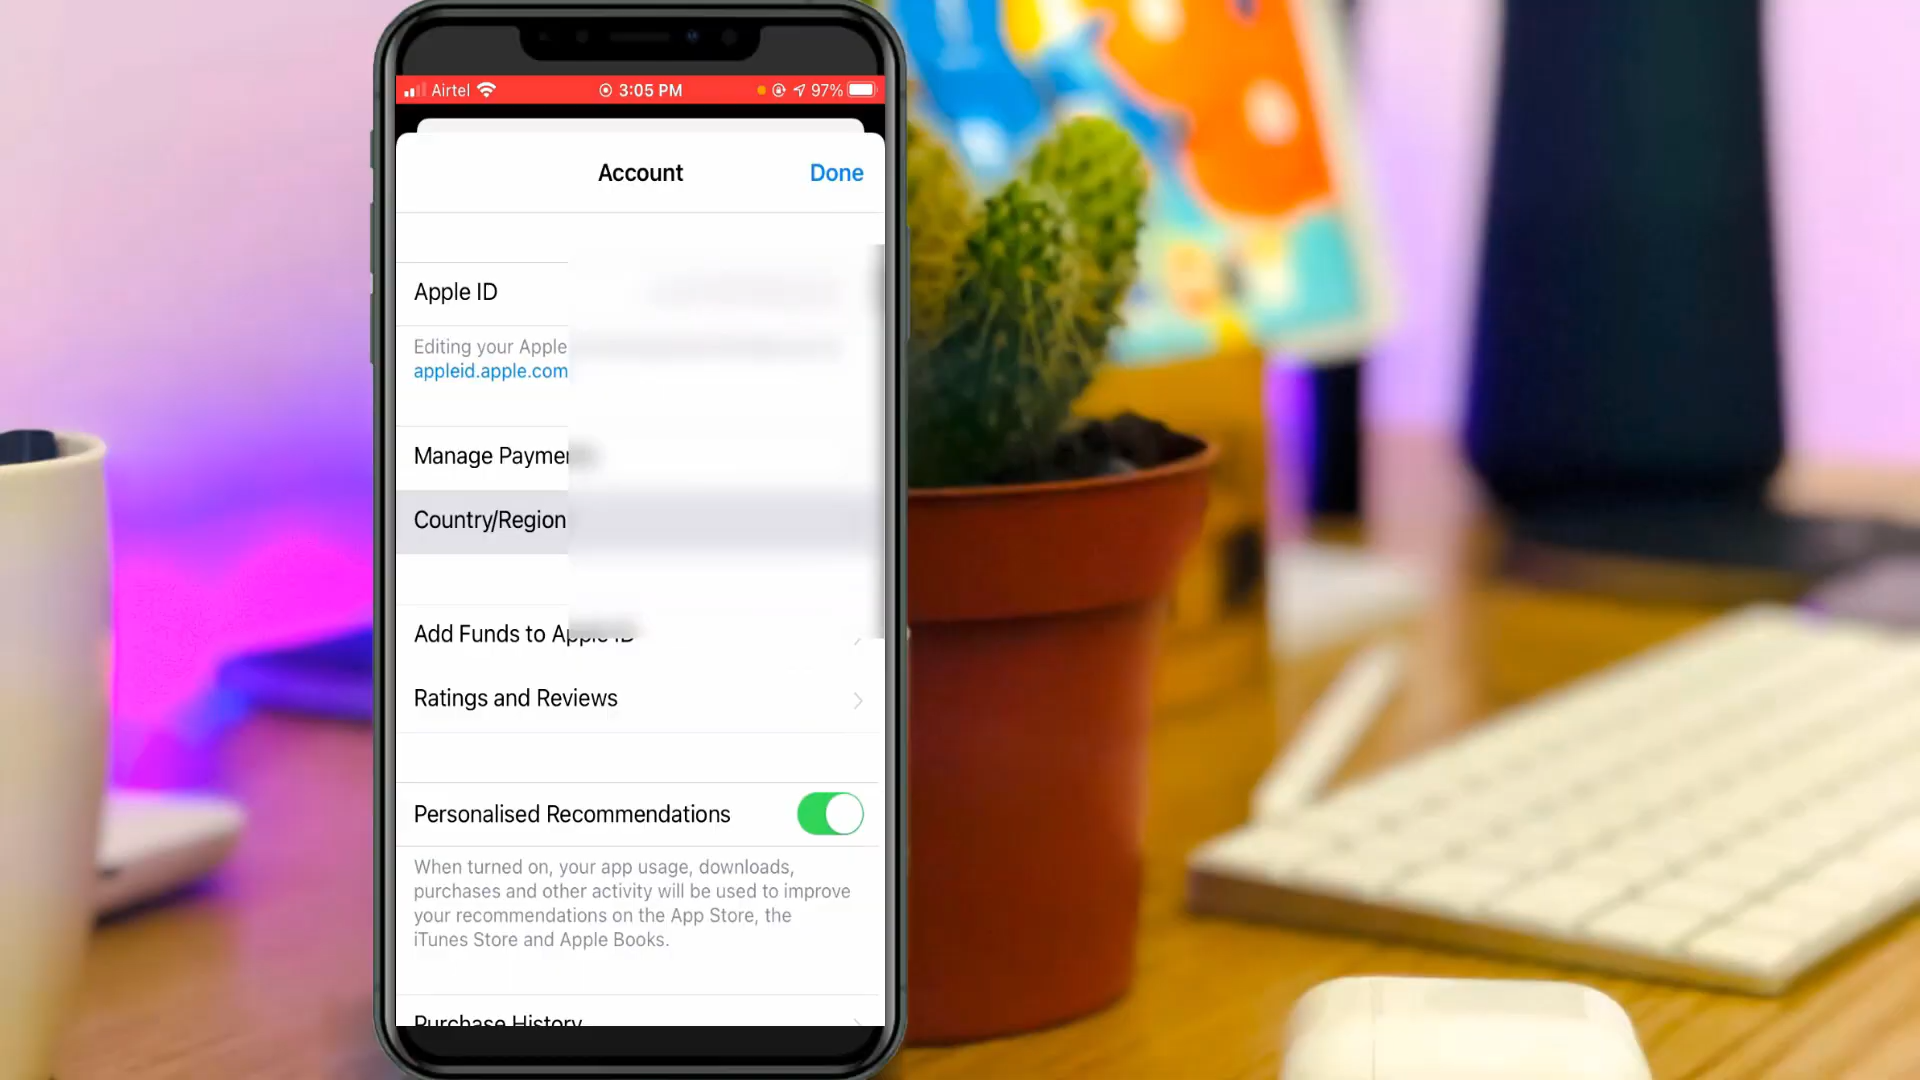 Airtel 3:05 PM 97%
Account Done
Apple ID
Editing your Apple
appleid.apple.com
Manage
Country/Region
Add Funds to Apple ID
Ratings and Reviews
Personalised Recommendations
When turned on, your app usage, downloads,
purchases and other activity will be used to improve
your recommendations on the App Store, the
iTunes Store and Apple Books.
Purchase History